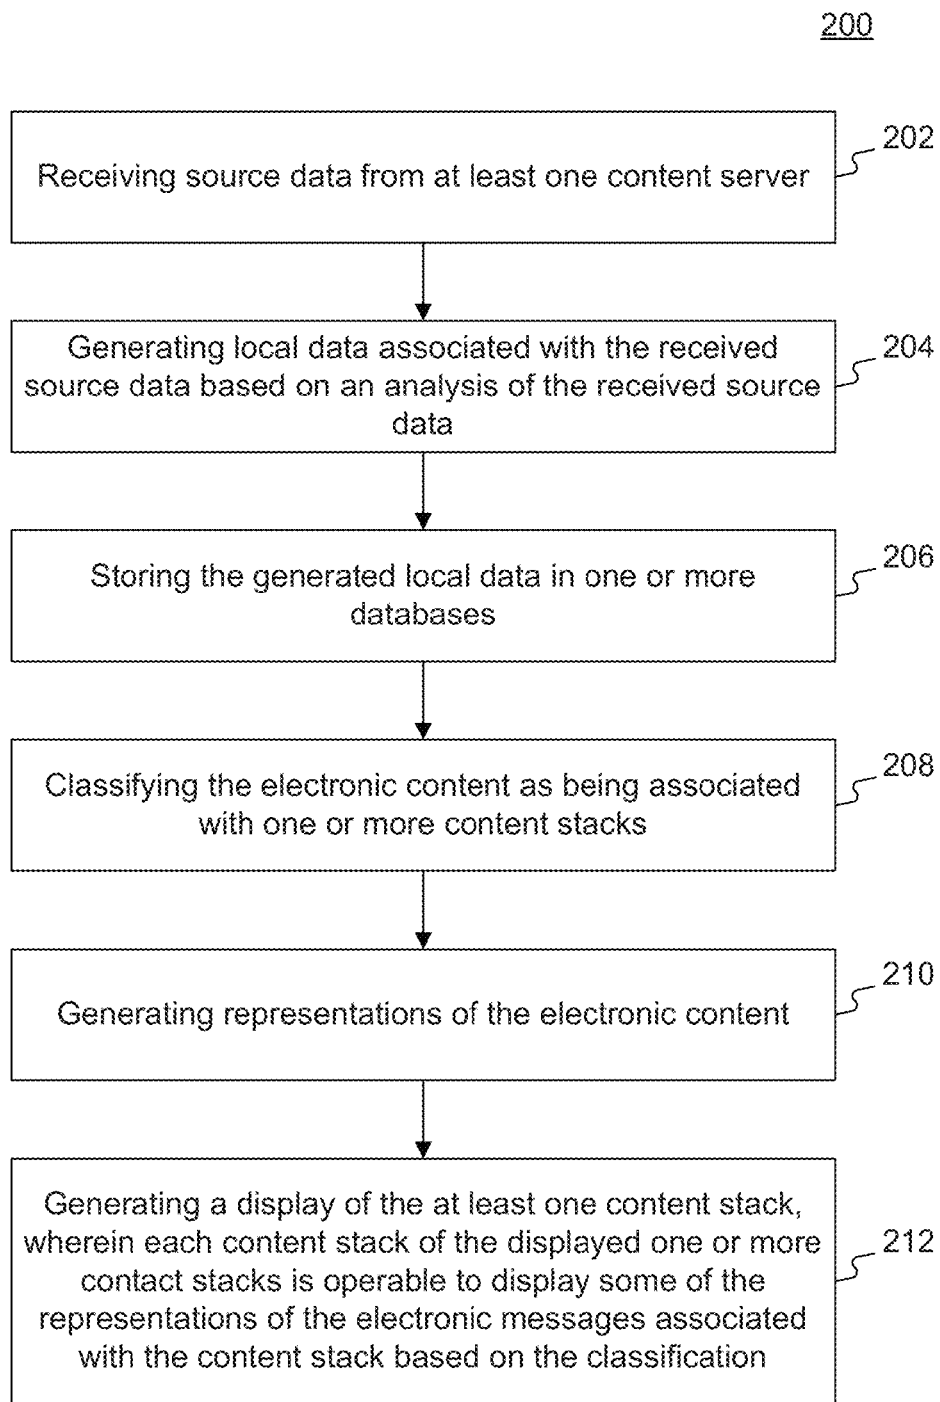 200
Receiving source data from at least one content server
202
Generating local data associated with the received
source data based on an analysis of the received source
data
204
Storing the generated local data in one or more
databases
206
Classifying the electronic content as being associated
with one or more content stacks
208
Generating representations of the electronic content
210
Generating a display of the at least one content stack,
wherein each content stack of the displayed one or more
contact stacks is operable to display some of the
representations of the electronic messages associated
with the content stack based on the classification
212